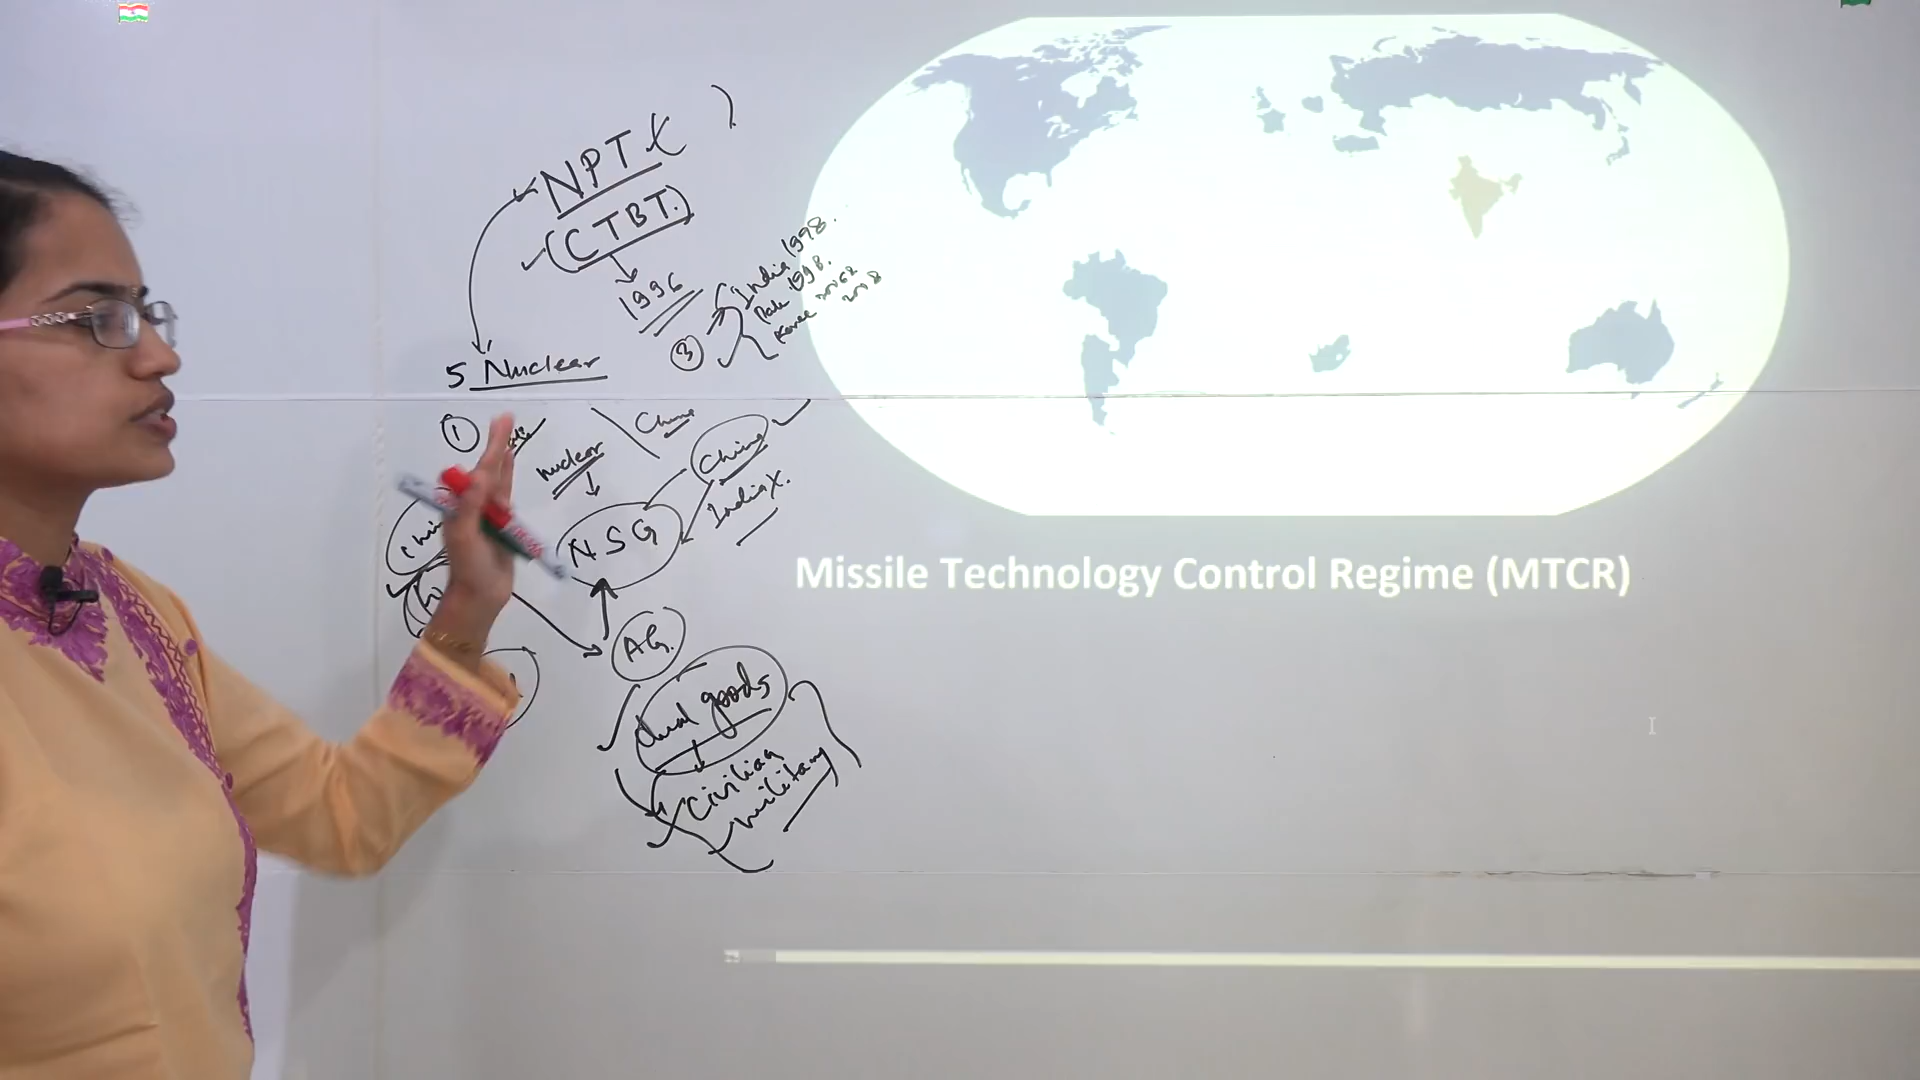 NPT
(CTBT.)
1996
India 1998.
Pak 1998.
③
5 Nuclear
①
China
nuclear
China
India X.
NSG
AG.
dual goods
civilian
military
Missile Technology Control Regime (MTCR)